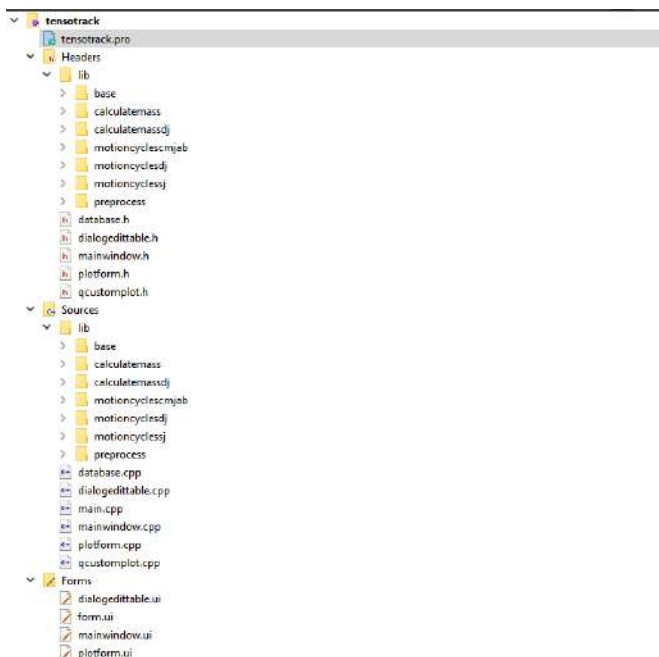 tensotrack
tensotrack.pro
Headers
lib
base
calculatemass
calculatemassdj
motioncyclescmjab
motioncyclesdj
motioncyclessj
preprocess
database.h
dialogedittable.h
mainwindow.h
plotform.h
qcustomplot.h
Sources
lib
base
calculatemass
calculatemassdj
motioncyclescmjab
motioncyclesdj
motioncyclessj
preprocess
database.cpp
dialogedittable.cpp
main.cpp
mainwindow.cpp
plotform.cpp
qcustomplot.cpp
Forms
dialogedittable.ui
form.ui
mainwindow.ui
plotform.ui